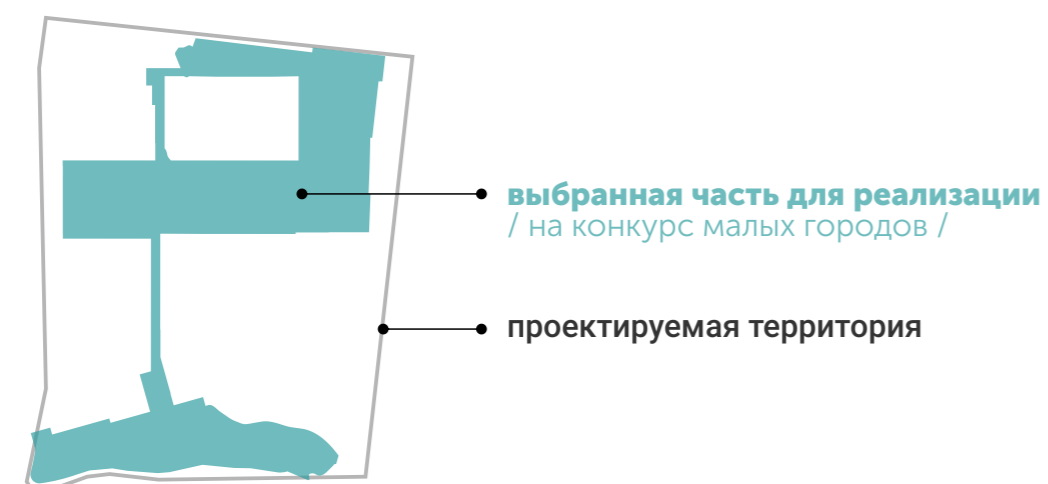 выбранная часть для реализации
/ на конкурс малых городов /
проектируемая территория